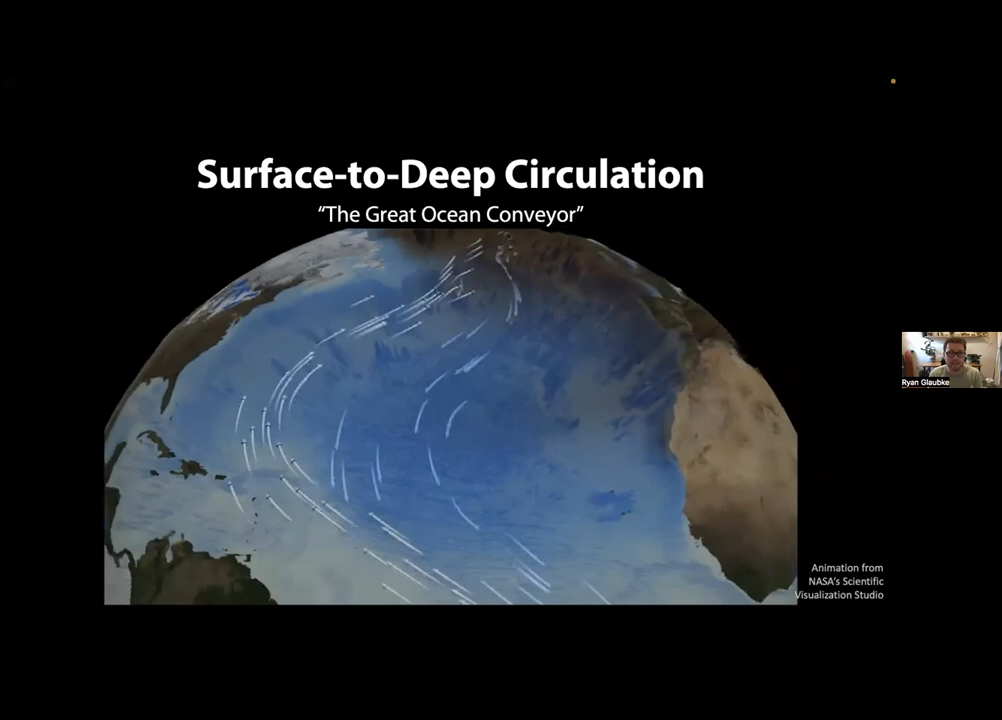 Surface-to-Deep Circulation
“The Great Ocean Conveyor”
Ryan Glaubke
Animation from
NASA's Scientific
Visualization Studio